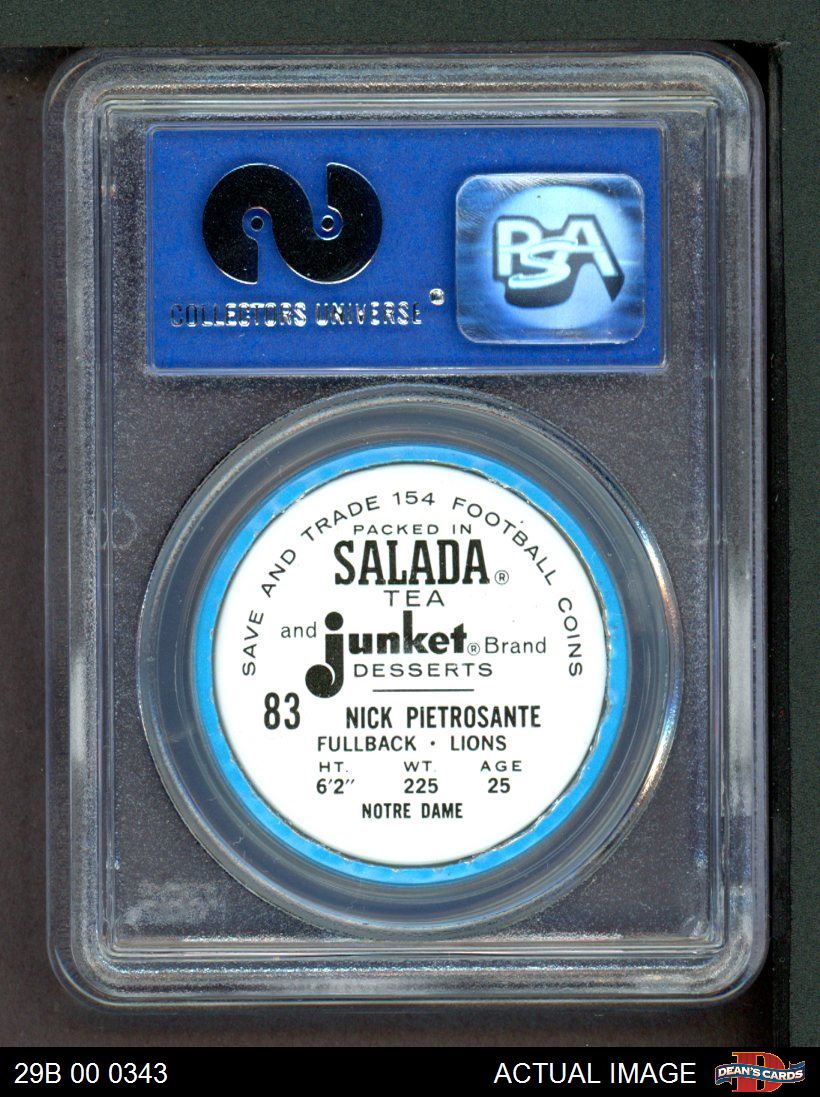 COLLECTORS UNIVERSE®
PSA
SAVE AND TRADE 154 FOOTBALL COINS
PACKED IN
SALADA®
TEA
and junket® Brand
DESSERTS
83 NICK PIETROSANTE
FULLBACK • LIONS
HT. WT. AGE
6'2" 225 25
NOTRE DAME
29B 00 0343 ACTUAL IMAGE DEAN'S CARDS